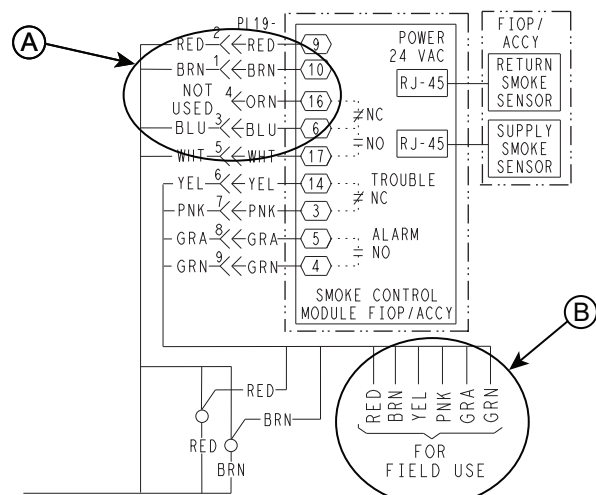 A
B
PL19-
RED 2 RED 9
BRN 1 BRN 10
NOT USED 4 ORN 16
BLU 3 BLU 6
WHT 5 WHT 17
YEL 6 YEL 14
PNK 7 PNK 3
GRA 8 GRA 5
GRN 9 GRN 4
NC
NO
POWER
24 VAC
RJ-45
RJ-45
TROUBLE
NC
ALARM
NO
SMOKE CONTROL
MODULE FIOP/ACCY
FIOP/
ACCY
RETURN
SMOKE
SENSOR
SUPPLY
SMOKE
SENSOR
RED
BRN
RED
BRN
RED
BRN
YEL
PNK
GRA
GRN
FOR
FIELD USE